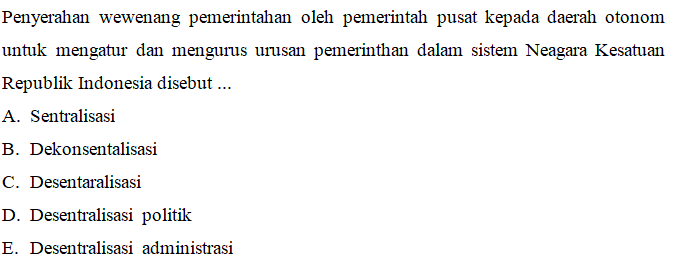 Penyerahan wewenang pemerintahan oleh pemerintah pusat kepada daerah otonom
untuk mengatur dan mengurus urusan pemerinthan dalam sistem Neagara Kesatuan
Republik Indonesia disebut ...
A. Sentralisasi
B. Dekonsentalisasi
C. Desentaralisasi
D. Desentralisasi politik
E. Desentralisasi administrasi